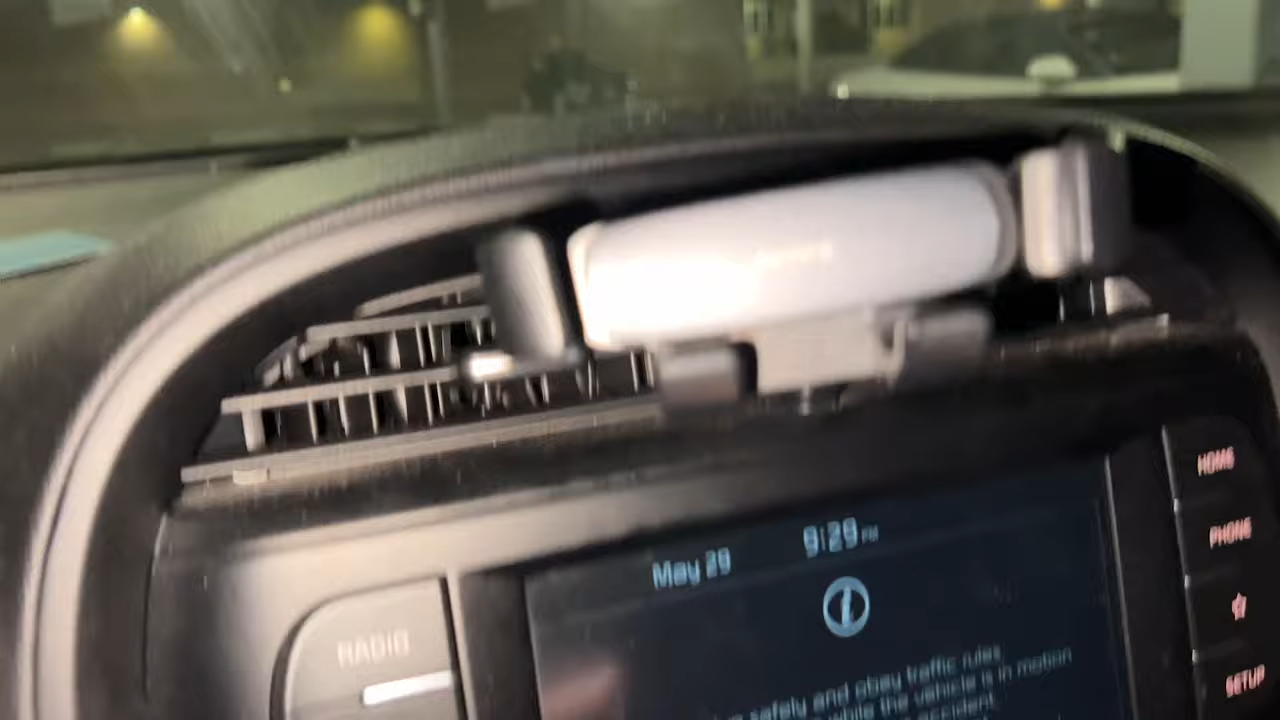 HOME
May 29 9:29 PM
PHONE
RADIO
safely and obey traffic rules
while the vehicle is in motion
accident.
SETUP